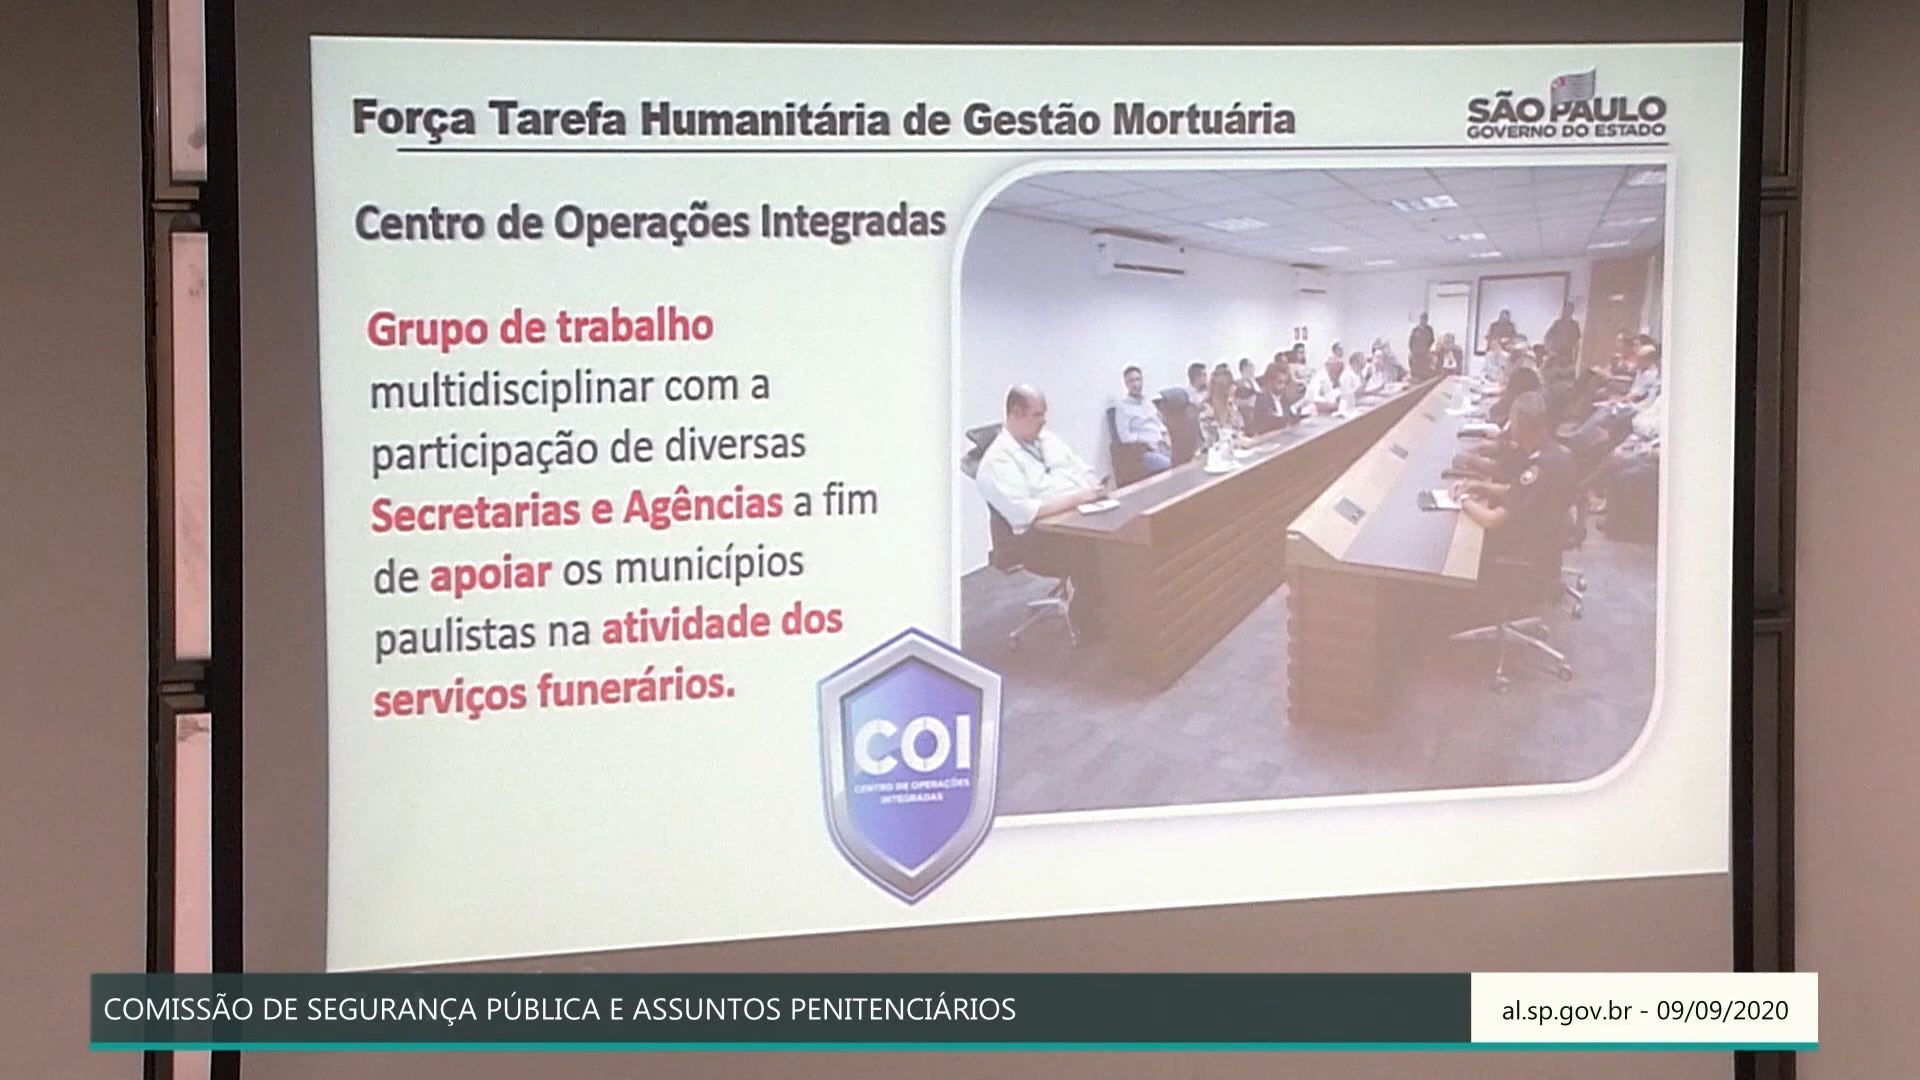 Força Tarefa Humanitária de Gestão Mortuária
SÃO PAULO
GOVERNO DO ESTADO
Centro de Operações Integradas
Grupo de trabalho
multidisciplinar com a
participação de diversas
Secretarias e Agências a fim
de apoiar os municípios
paulistas na atividade dos
serviços funerários.
COI
CENTRO DE OPERAÇÕES
INTEGRADAS
COMISSÃO DE SEGURANÇA PÚBLICA E ASSUNTOS PENITENCIÁRIOS
al.sp.gov.br - 09/09/2020